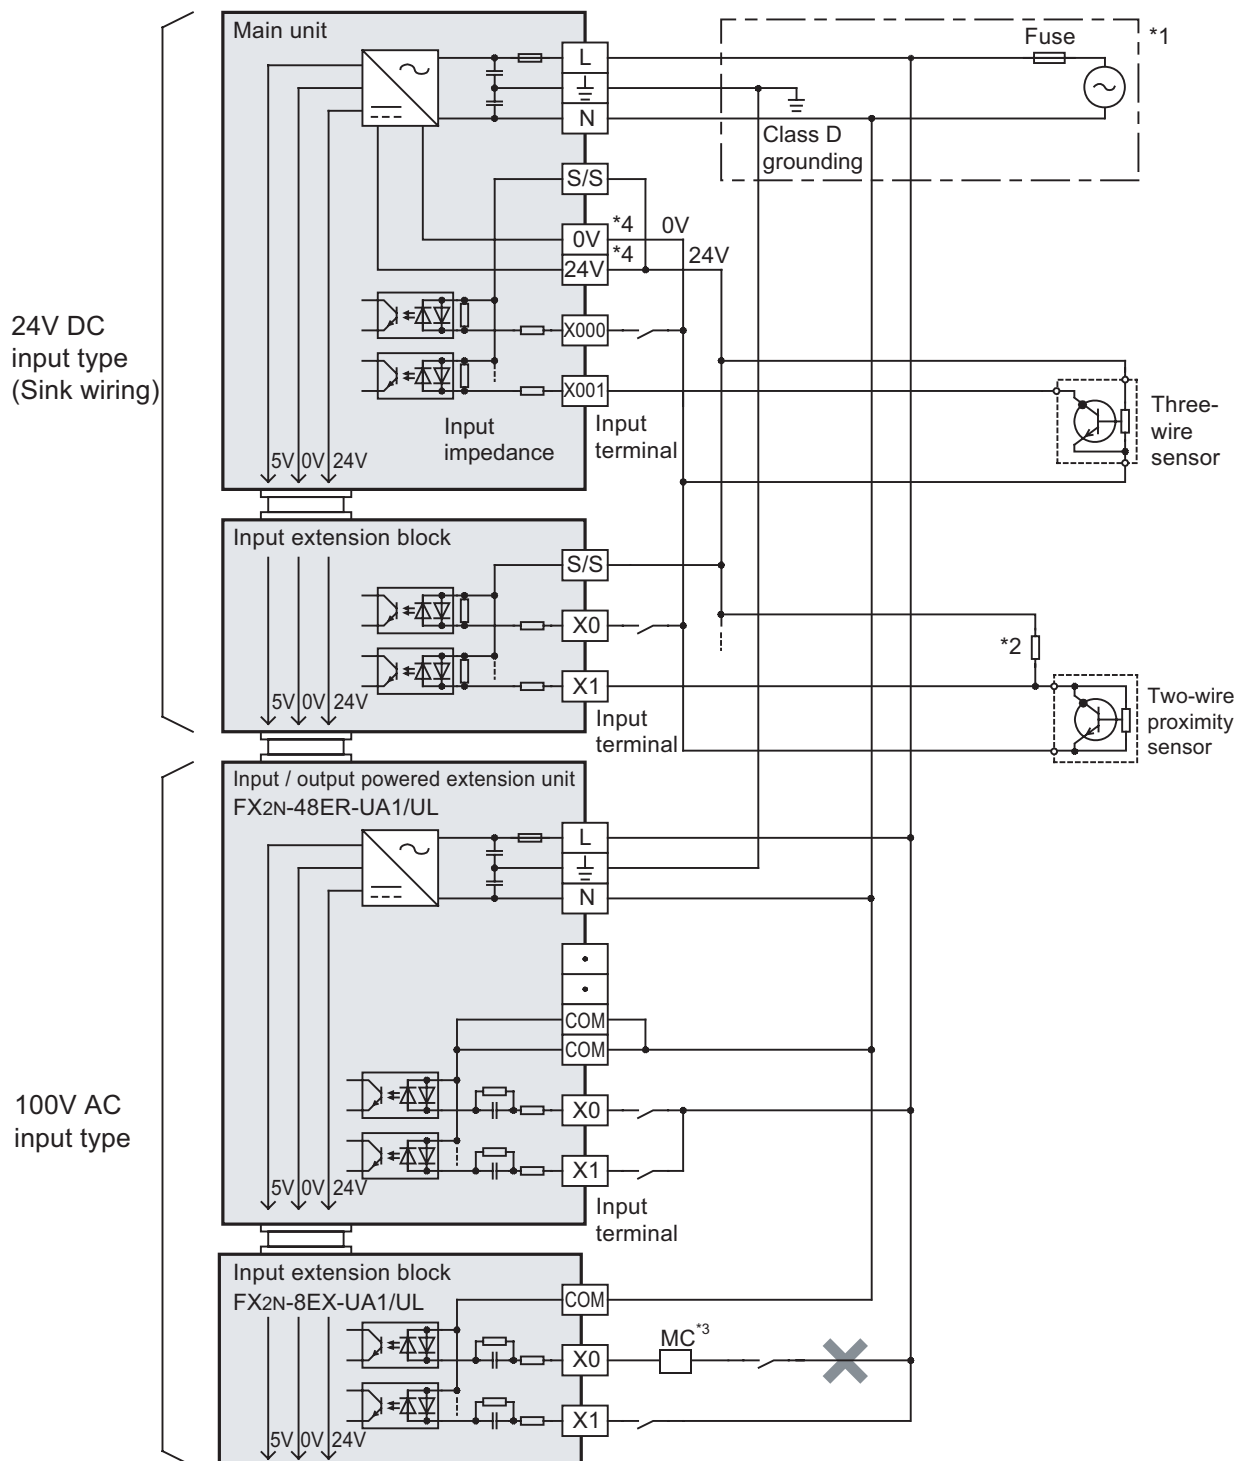 Main unit
L
N
Fuse
*1
Class D
grounding
S/S
0V
*4
0V
24V
*4
24V
X000
X001
24V DC
input type
(Sink wiring)
Input
impedance
Input
terminal
Three-
wire
sensor
5V 0V 24V
Input extension block
S/S
X0
*2
X1
Two-wire
proximity
sensor
5V 0V 24V
Input
terminal
Input / output powered extension unit
FX2N-48ER-UA1/UL
L
N
COM
COM
X0
100V AC
input type
X1
5V 0V 24V
Input
terminal
Input extension block
FX2N-8EX-UA1/UL
COM
MC*3
X0
X1
5V 0V 24V